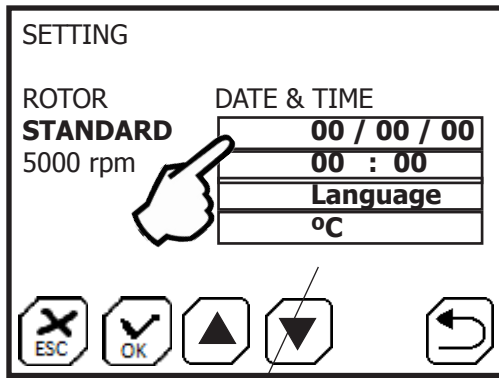 SETTING
ROTOR
STANDARD
5000 rpm
DATE & TIME
00 / 00 / 00
00 : 00
Language
ºC
ESC
OK